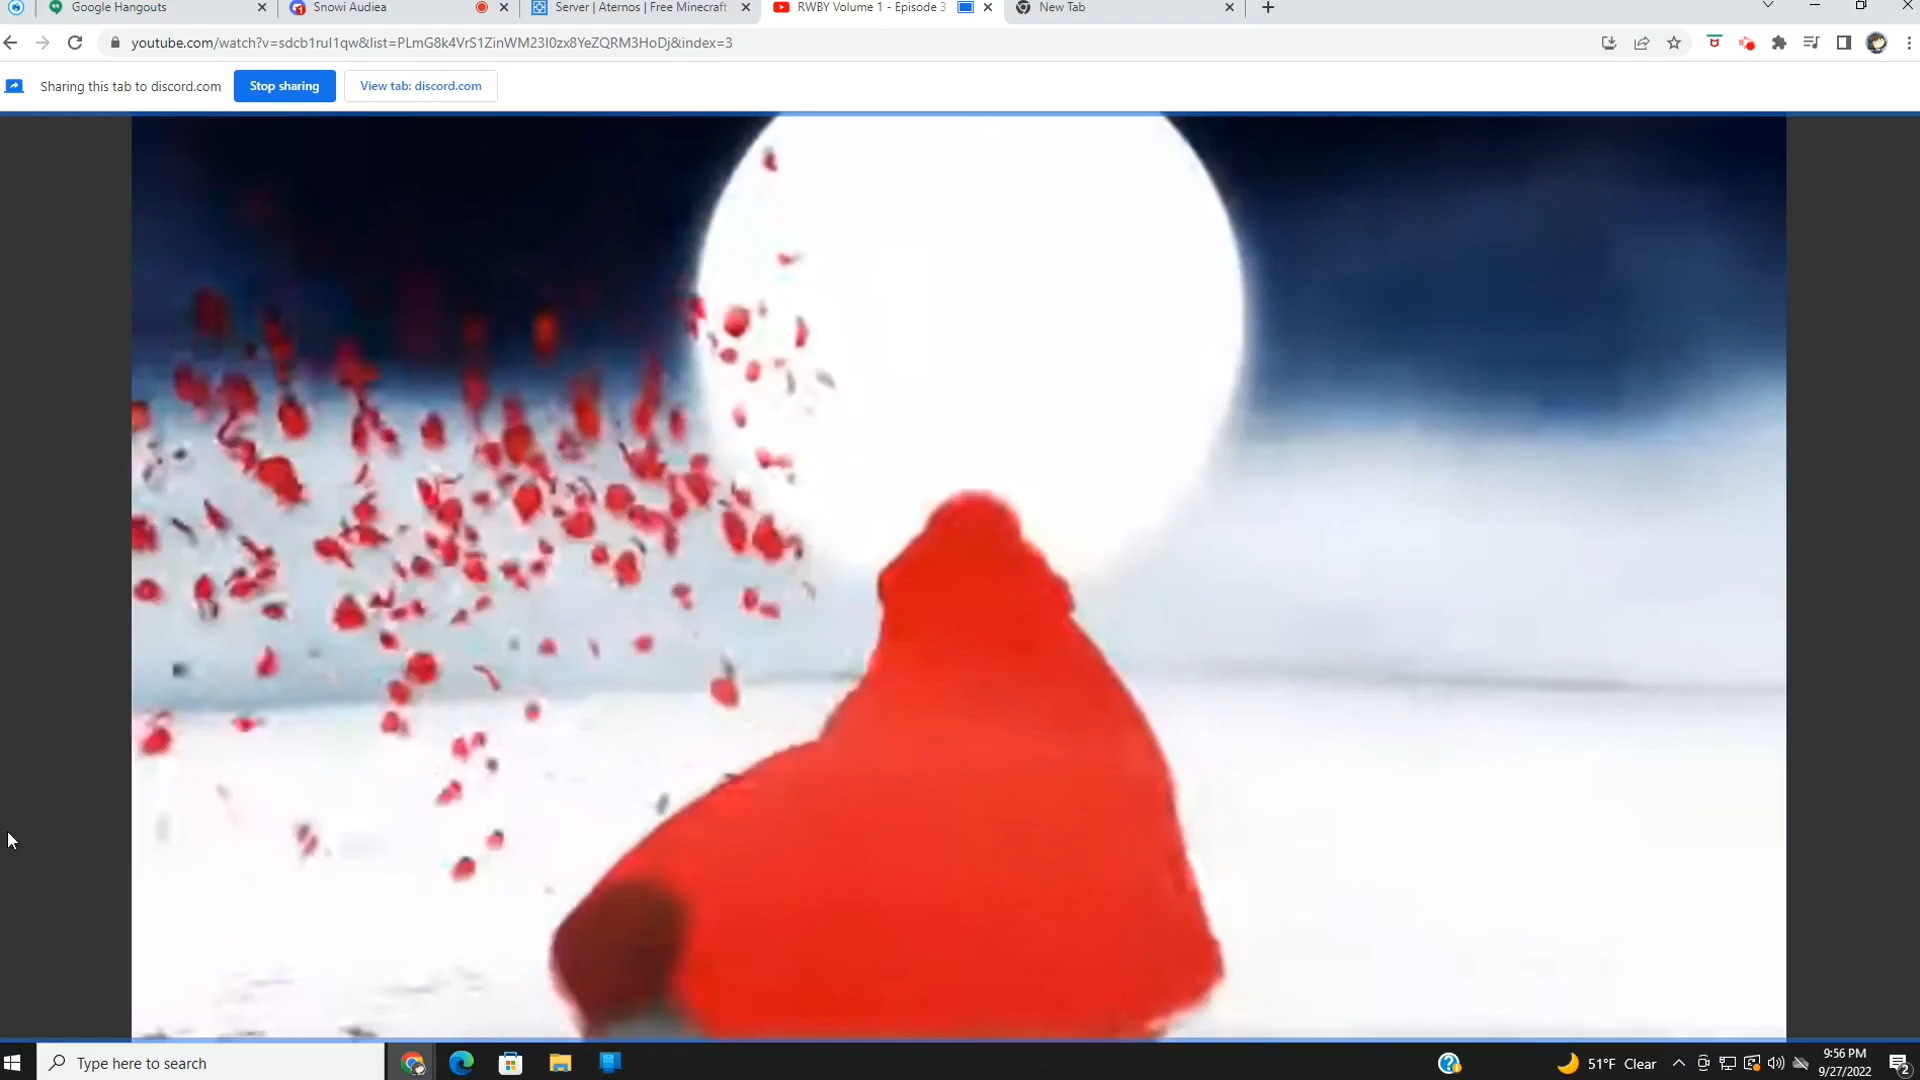 Google Hangouts
Snowi Audiea
Server | Aternos | Free Minecraft
RWBY Volume 1 - Episode 3
New Tab
youtube.com/watch?v=sdcb1ruI1qw&list=PLmG8k4VrS1ZinWM23I0zx8YeZQRM3HoDj&index=3
Sharing this tab to discord.com
Stop sharing
View tab: discord.com
Type here to search
51°F Clear
9:56 PM
9/27/2022
2